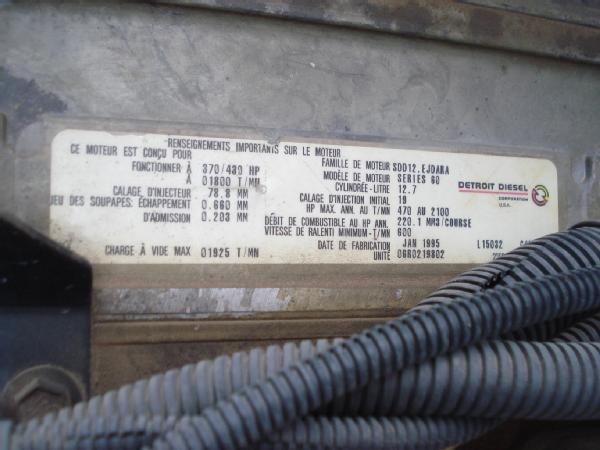 RENSEIGNEMENTS IMPORTANTS SUR LE MOTEUR
CE MOTEUR EST CONÇU POUR
FONCTIONNER À 370/430 HP
À 01800 T/MN
CALAGE D'INJECTEUR 78.8 MM
JEU DES SOUPAPES: ÉCHAPPEMENT 0.660 MM
D'ADMISSION 0.203 MM
CHARGE À VIDE MAX 01925 T/MN
FAMILLE DE MOTEUR SDD12.EJDARA
MODÈLE DE MOTEUR SERIES 60
CYLINDRÉE-LITRE 12.7
CALAGE D'INJECTION INITIAL 19
HP MAX. ANN AU T/MN 470 AU 2100
DÉBIT DE COMBUSTIBLE AU HP ANN. 220.1 MM3/COURSE
VITESSE DE RALENTI MINIMUM-T/MN 600
DATE DE FABRICATION JAN 1995
UNITÉ 06R0219802
DETROIT DIESEL
CORPORATION
U.S.A.
L15032